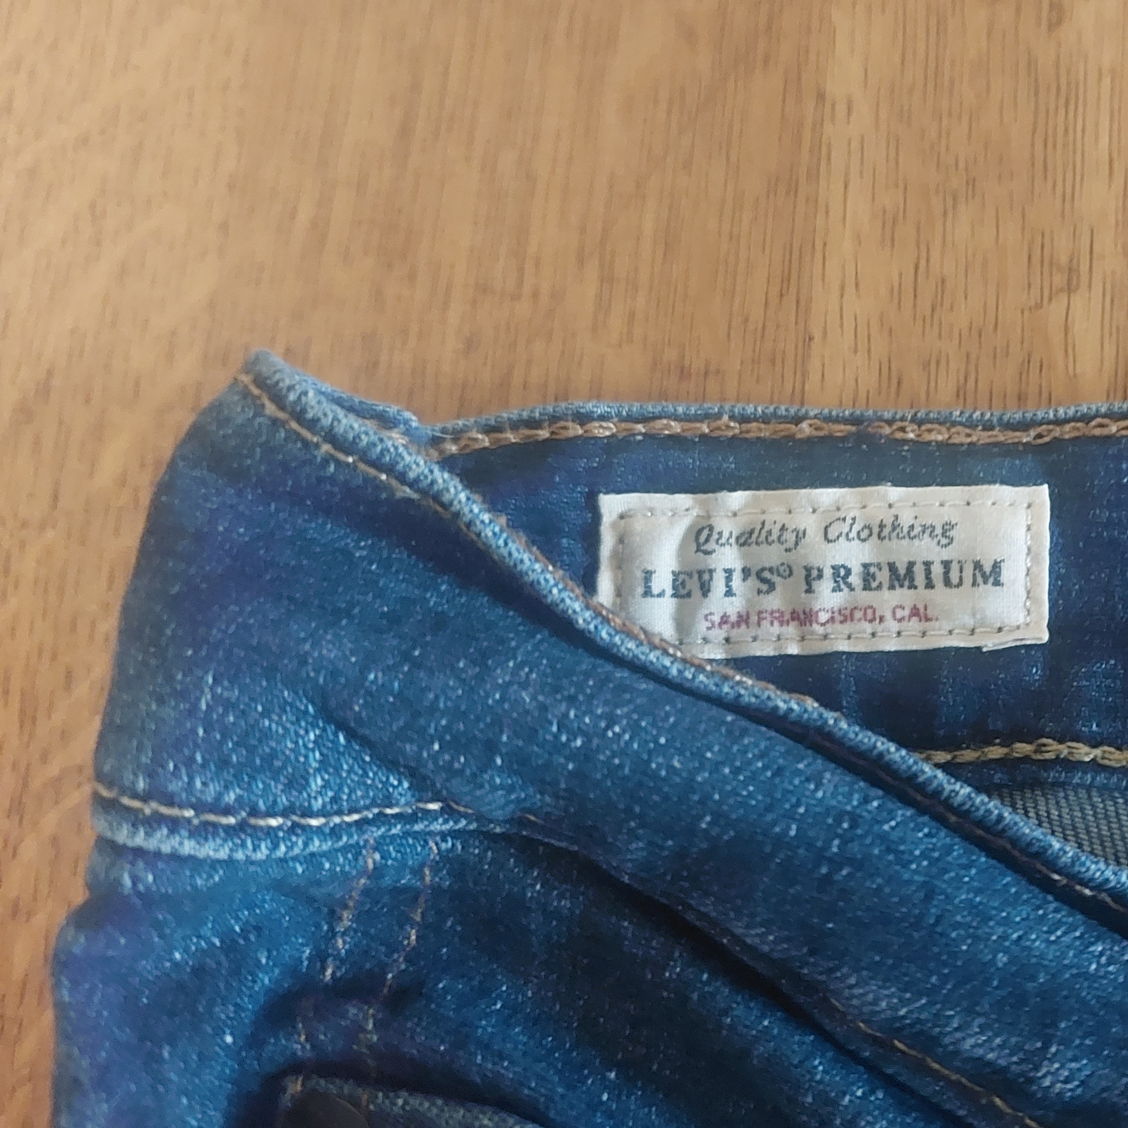 Quality Clothing
LEVI'S® PREMIUM
SAN FRANCISCO, CAL.